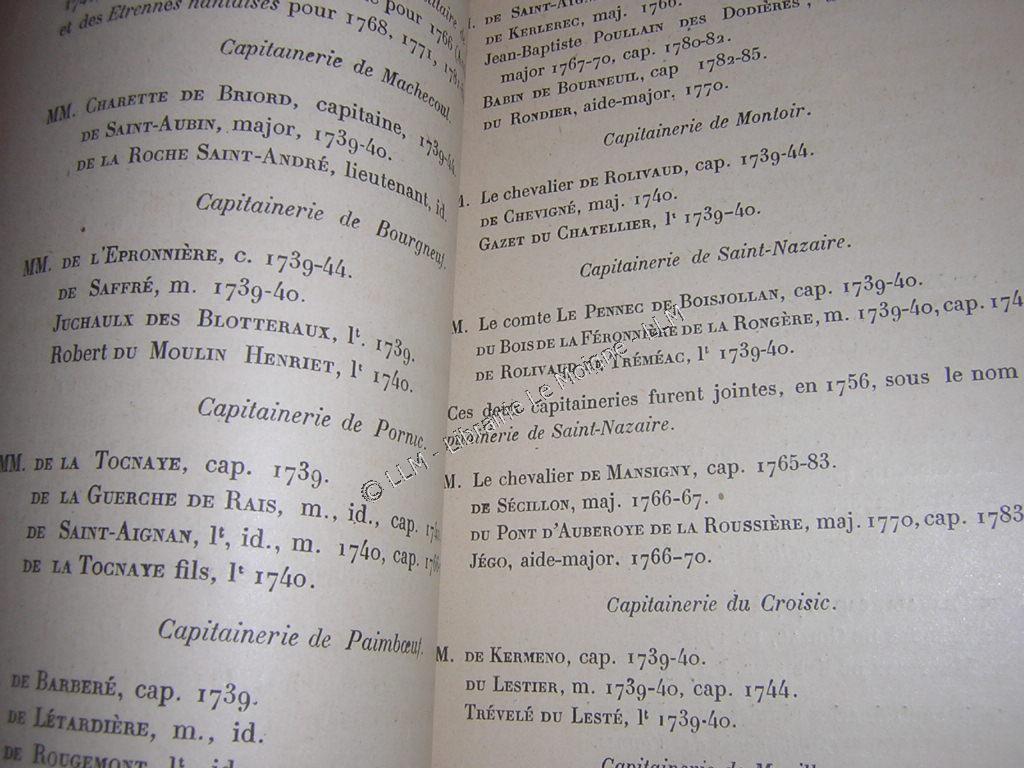 pour 1766
et des Etrennes nantaises pour 1768, 1771,
Capitainerie de Machecoul.
MM. CHARETTE DE BRIORD, capitaine, 1739-44.
DE SAINT-AUBIN, major, 1739-40.
DE LA ROCHE SAINT-ANDRÉ, lieutenant, id.
Capitainerie de Bourgneuf.
MM. DE L'EPRONNIÈRE, c. 1739-44.
DE SAFFRÉ, m. 1739-40.
JUCHAULX DES BLOTTERAUX, lt. 1739.
Robert DU MOULIN HENRIET, lt 1740.
Capitainerie de Pornic.
MM. DE LA TOCNAYE, cap. 1739.
DE LA GUERCHE DE RAIS, m., id., cap.
DE SAINT-AIGNAN, lt, id., m. 1740, cap.
DE LA TOCNAYE fils, lt 1740.
Capitainerie de Paimbœuf.
DE BARBERÉ, cap. 1739.
DE LÉTARDIÈRE, m., id.
DE ROUGEMONT, lt id.
DE KERLEREC, maj. 1766.
Jean-Baptiste POULLAIN DES DODIÈRES,
major 1767-70, cap. 1780-82.
BABIN DE BOURNEUIL, cap 1782-85.
DU RONDIER, aide-major, 1770.
Capitainerie de Montoir.
M. Le chevalier DE ROLIVAUD, cap. 1739-44.
DE CHEVIGNÉ, maj. 1740.
GAZET DU CHATELLIER, lt 1739-40.
Capitainerie de Saint-Nazaire.
M. Le comte LE PENNEC DE BOISJOLLAN, cap. 1739-40.
DU BOIS DE LA FÉRONNIÈRE DE LA RONGÈRE, m. 1739-40, cap. 174
DE ROLIVAUD DE TRÉMÉAC, lt 1739-40.
Ces deux capitaineries furent jointes, en 1756, sous le nom
pitainerie de Saint-Nazaire.
M. Le chevalier DE MANSIGNY, cap. 1765-83.
DE SÉCILLON, maj. 1766-67.
DU PONT D'AUBEROYE DE LA ROUSSIÈRE, maj. 1770, cap. 1783
JÉGO, aide-major. 1766-70.
Capitainerie du Croisic.
M. DE KERMENO, cap. 1739-40.
DU LESTIER, m. 1739-40, cap. 1744.
TRÉVELÉ DU LESTÉ, lt 1739-40.
© LLM - Librairie Le Moigne - LLM